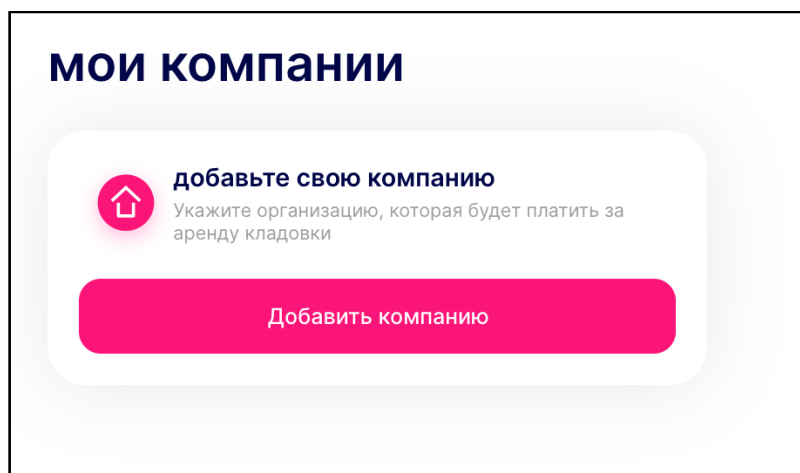 мои компании
добавьте свою компанию
Укажите организацию, которая будет платить за
аренду кладовки
Добавить компанию